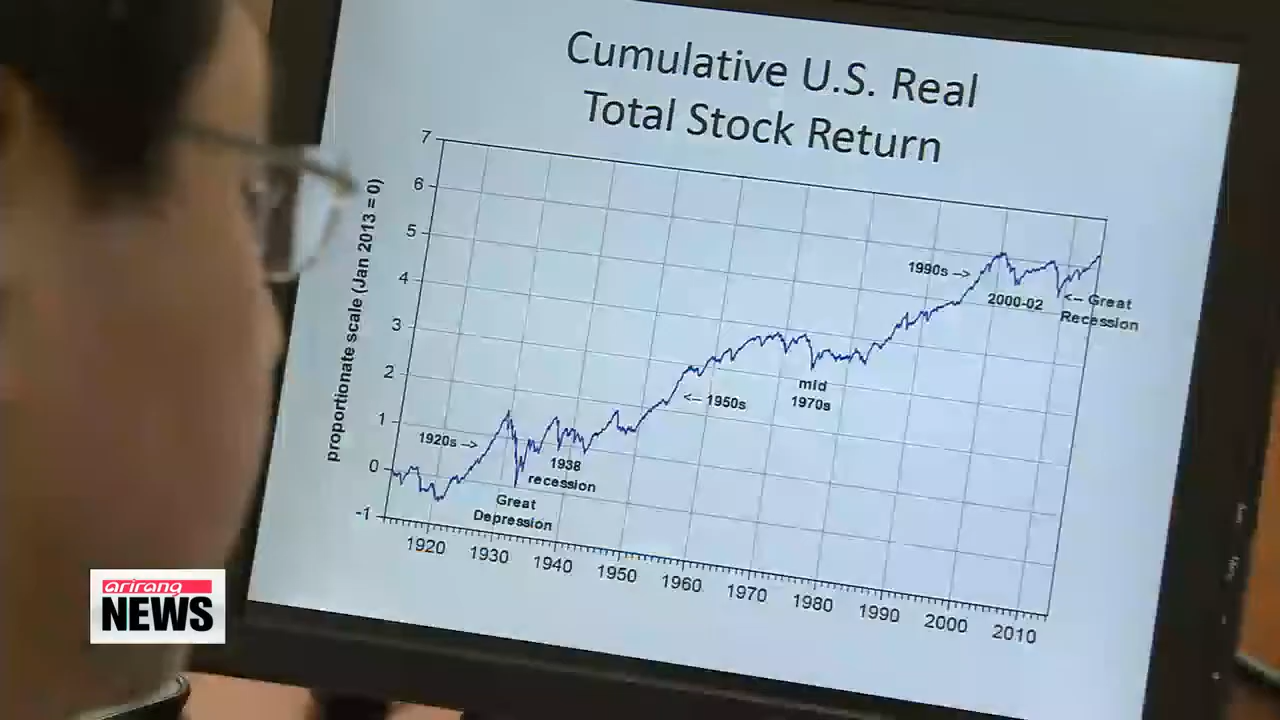 Cumulative U.S. Real
Total Stock Return
proportionate scale (Jan 2013 = 0)
7
6
5
4
3
2
1
0
-1
1990s -->
2000-02
<-- Great
Recession
mid
1970s
<-- 1950s
1920s -->
1938
recession
Great
Depression
1920
1930
1940
1950
1960
1970
1980
1990
2000
2010
arirang
NEWS